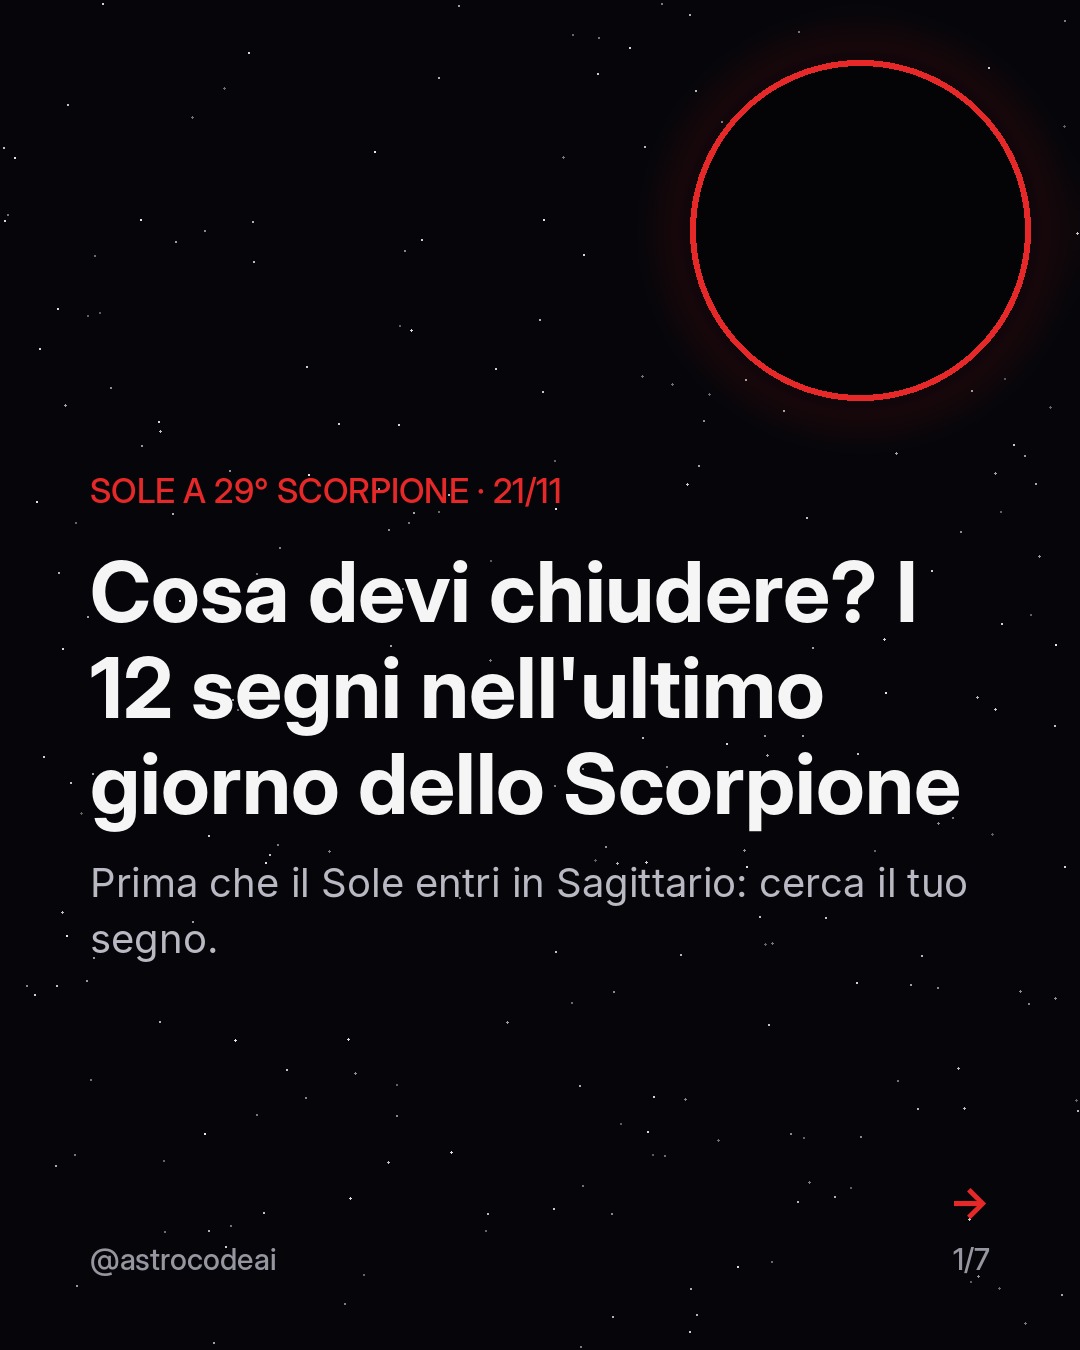 SOLE A 29° SCORPIONE · 21/11
Cosa devi chiudere? I
12 segni nell'ultimo
giorno dello Scorpione
Prima che il Sole entri in Sagittario: cerca il tuo
segno.
→
@astrocodeai
1/7